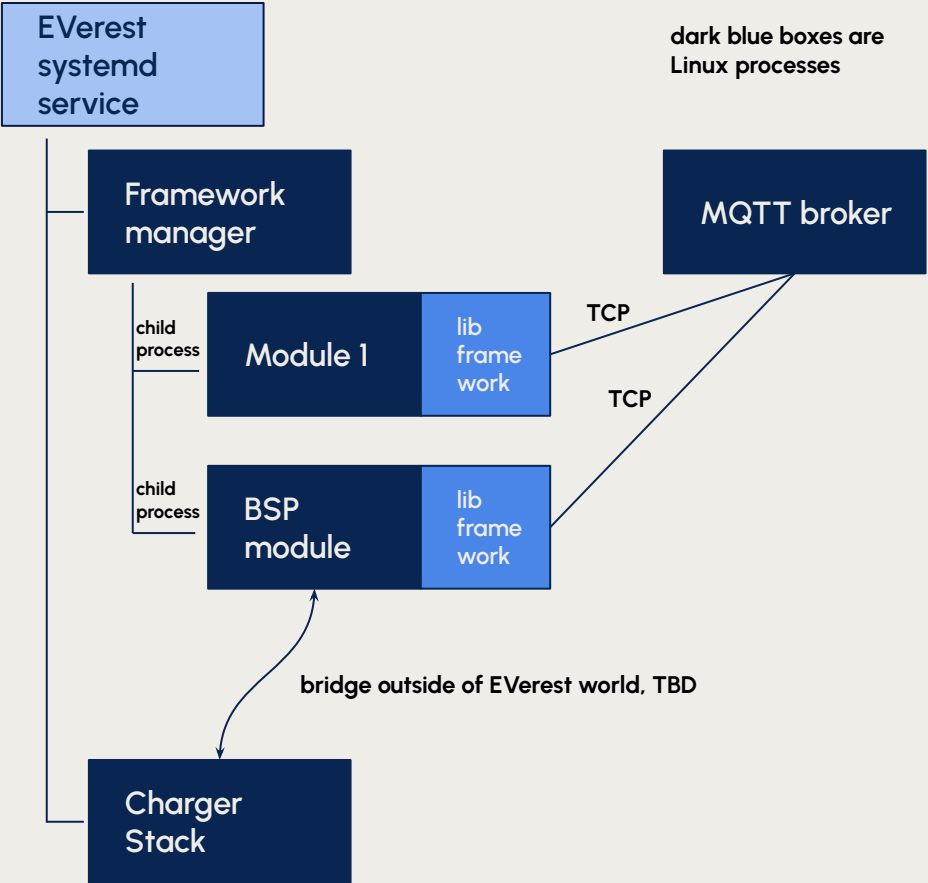 EVerest
systemd
service
dark blue boxes are
Linux processes
Framework
manager
MQTT broker
child
process
Module 1
lib
frame
work
TCP
TCP
child
process
BSP
module
lib
frame
work
bridge outside of EVerest world, TBD
Charger
Stack